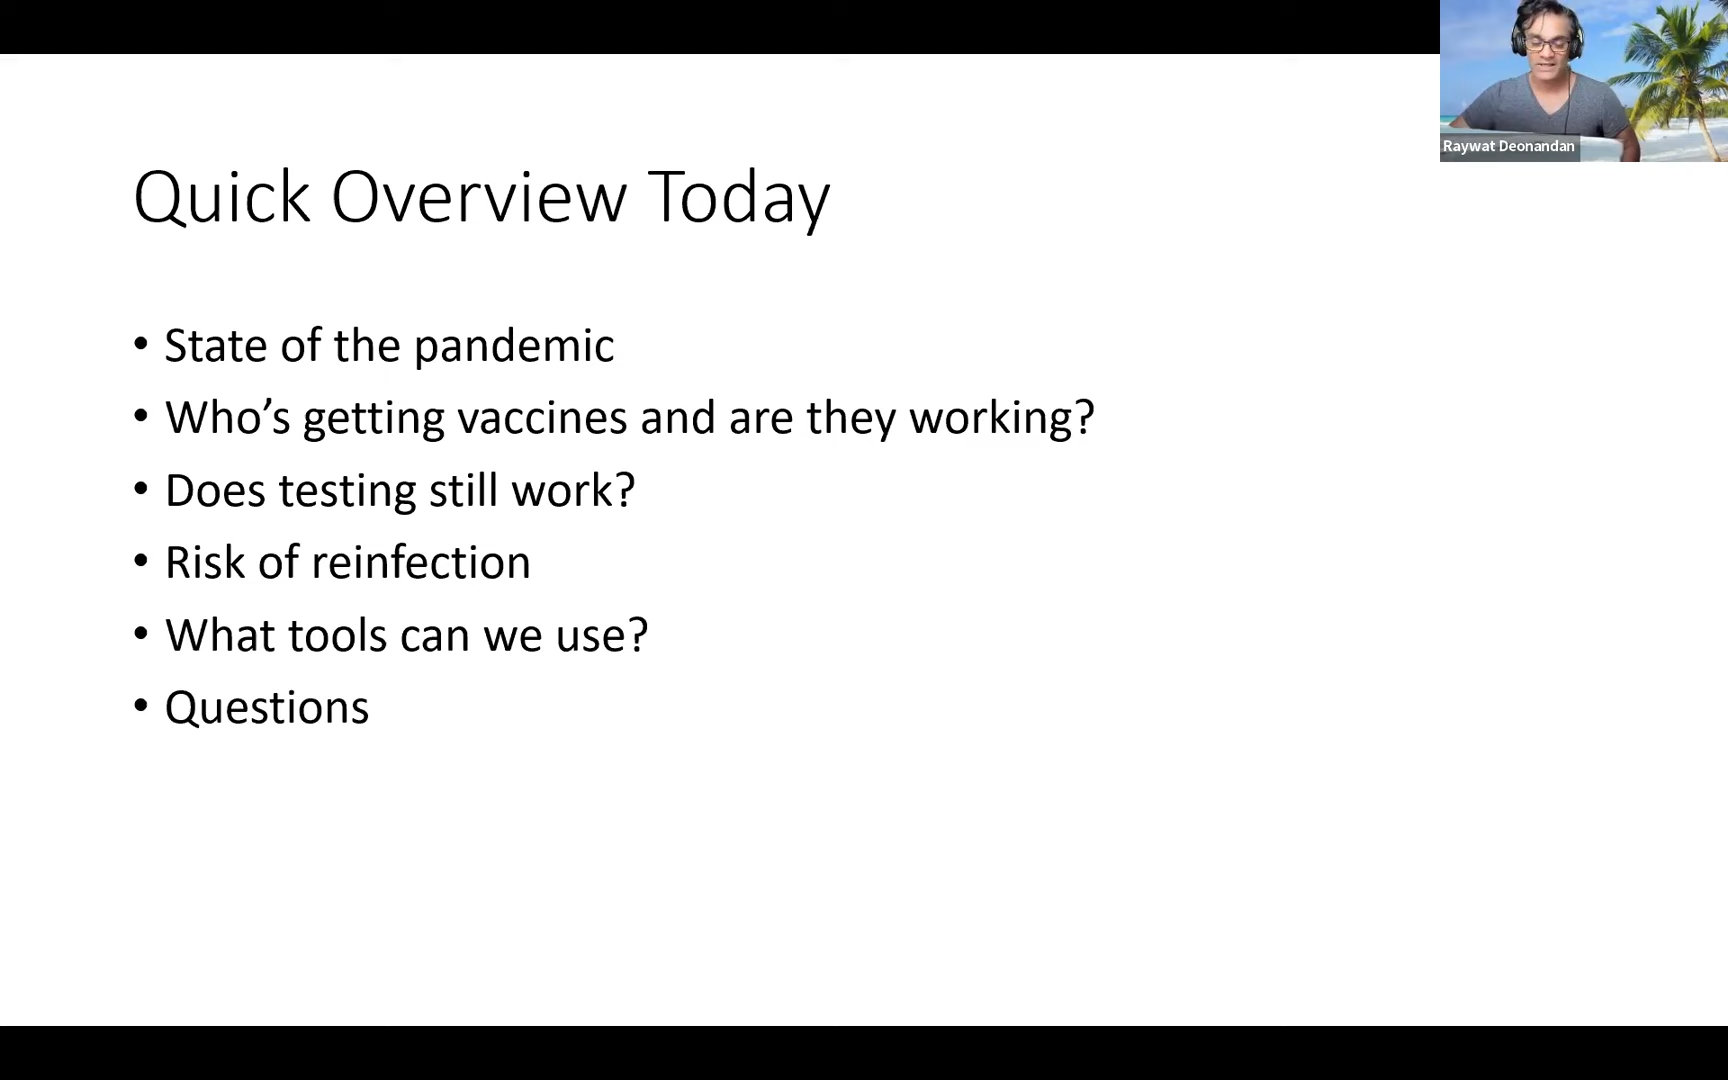 Raywat Deonandan
Quick Overview Today
• State of the pandemic
• Who’s getting vaccines and are they working?
• Does testing still work?
• Risk of reinfection
• What tools can we use?
• Questions